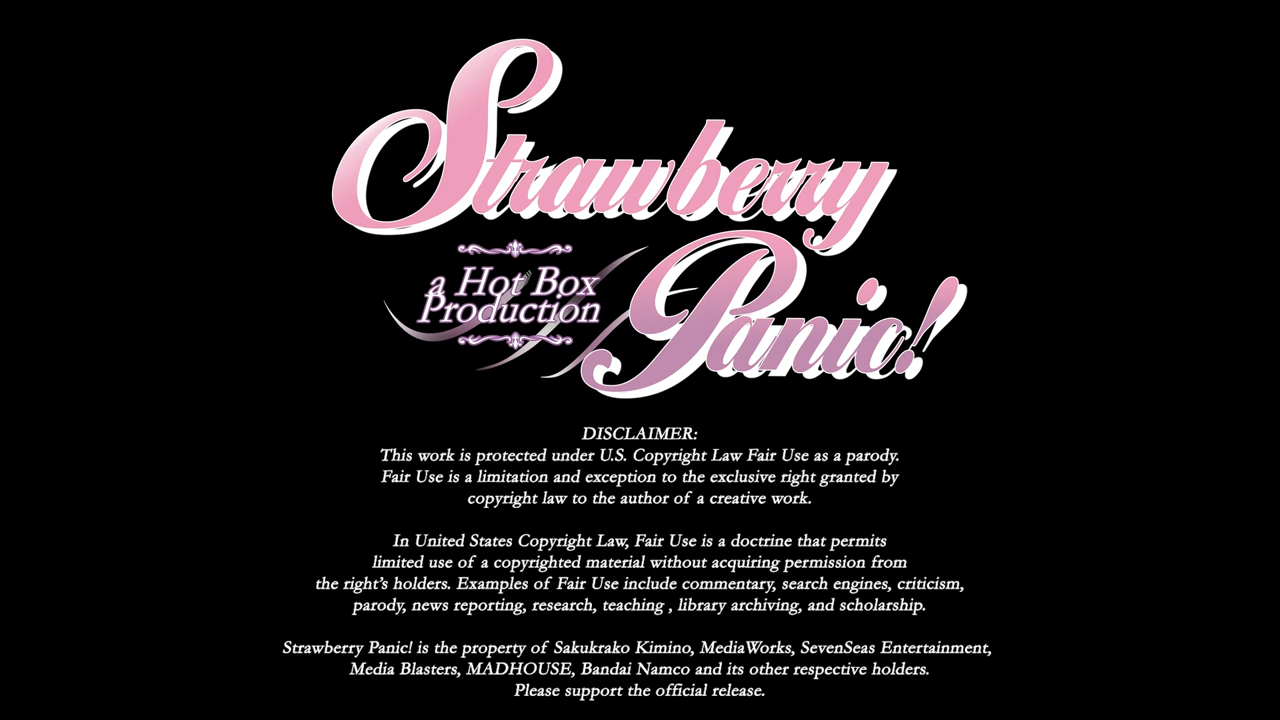 Strawberry
Panic!
a Hot Box
Production
DISCLAIMER:
This work is protected under U.S. Copyright Law Fair Use as a parody.
Fair Use is a limitation and exception to the exclusive right granted by
copyright law to the author of a creative work.
In United States Copyright Law, Fair Use is a doctrine that permits
limited use of a copyrighted material without acquiring permission from
the right's holders. Examples of Fair Use include commentary, search engines, criticism,
parody, news reporting, research, teaching , library archiving, and scholarship.
Strawberry Panic! is the property of Sakukrako Kimino, MediaWorks, SevenSeas Entertainment,
Media Blasters, MADHOUSE, Bandai Namco and its other respective holders.
Please support the official release.